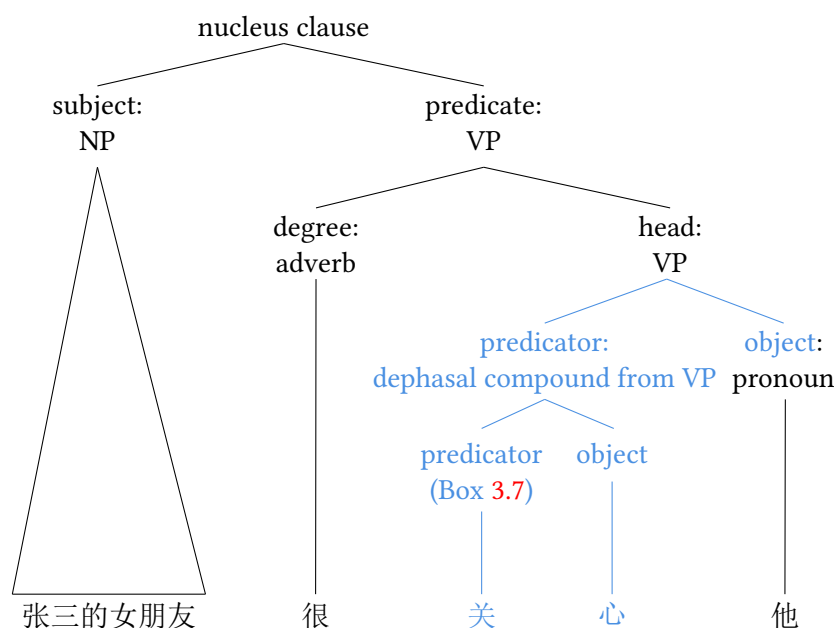 nucleus clause
subject:
NP
predicate:
VP
degree:
adverb
head:
VP
predicator:
dephasal compound from VP
object:
pronoun
predicator
(Box 3.7)
object
张三的女朋友
很
关
心
他